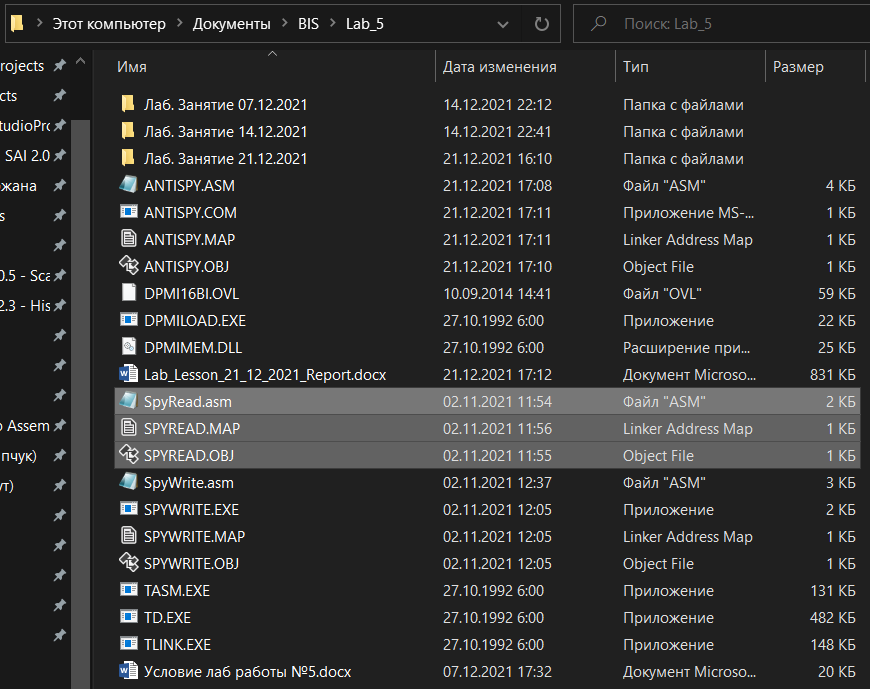 Этот компьютер > Документы > BIS > Lab_5 Поиск: Lab_5
Имя Дата изменения Тип Размер
rojects
cts
tudioPro
SAI 2.0
жана
s
0.5 - Sca
2.3 - His
o Assem
пчук)
ут)
Лаб. Занятие 07.12.2021 14.12.2021 22:12 Папка с файлами
Лаб. Занятие 14.12.2021 14.12.2021 22:41 Папка с файлами
Лаб. Занятие 21.12.2021 21.12.2021 16:10 Папка с файлами
ANTISPY.ASM 21.12.2021 17:08 Файл "ASM" 4 КБ
ANTISPY.COM 21.12.2021 17:11 Приложение MS-... 1 КБ
ANTISPY.MAP 21.12.2021 17:11 Linker Address Map 1 КБ
ANTISPY.OBJ 21.12.2021 17:10 Object File 1 КБ
DPMI16BI.OVL 10.09.2014 14:41 Файл "OVL" 59 КБ
DPMILOAD.EXE 27.10.1992 6:00 Приложение 22 КБ
DPMIMEM.DLL 27.10.1992 6:00 Расширение при... 25 КБ
Lab_Lesson_21_12_2021_Report.docx 21.12.2021 17:12 Документ Microso... 831 КБ
SpyRead.asm 02.11.2021 11:54 Файл "ASM" 2 КБ
SPYREAD.MAP 02.11.2021 11:56 Linker Address Map 1 КБ
SPYREAD.OBJ 02.11.2021 11:55 Object File 1 КБ
SpyWrite.asm 02.11.2021 12:37 Файл "ASM" 3 КБ
SPYWRITE.EXE 02.11.2021 12:05 Приложение 2 КБ
SPYWRITE.MAP 02.11.2021 12:05 Linker Address Map 1 КБ
SPYWRITE.OBJ 02.11.2021 12:05 Object File 1 КБ
TASM.EXE 27.10.1992 6:00 Приложение 131 КБ
TD.EXE 27.10.1992 6:00 Приложение 482 КБ
TLINK.EXE 27.10.1992 6:00 Приложение 148 КБ
Условие лаб работы №5.docx 07.12.2021 17:32 Документ Microso... 20 КБ